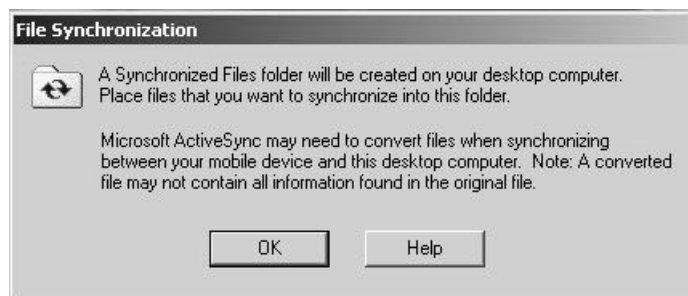 File Synchronization
A Synchronized Files folder will be created on your desktop computer.
Place files that you want to synchronize into this folder.
Microsoft ActiveSync may need to convert files when synchronizing
between your mobile device and this desktop computer.  Note: A converted
file may not contain all information found in the original file.
OK
Help